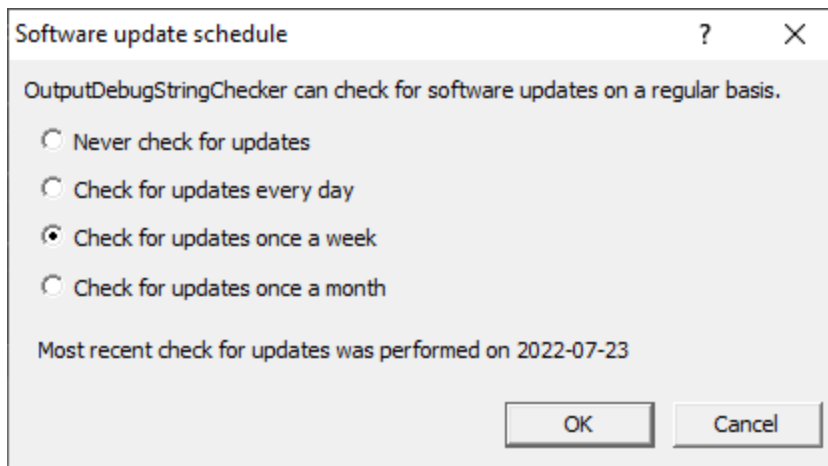 Software update schedule
OutputDebugStringChecker can check for software updates on a regular basis.
Never check for updates
Check for updates every day
Check for updates once a week
Check for updates once a month
Most recent check for updates was performed on 2022-07-23
OK Cancel